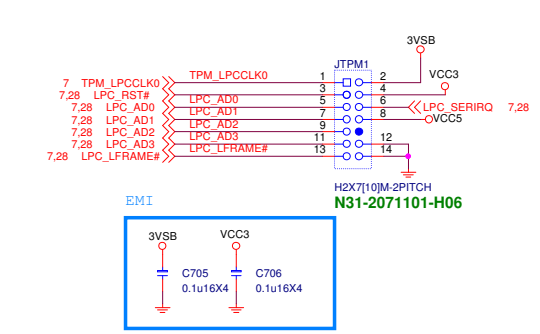 3VSB
JTPM1
VCC3
7 TPM_LPCCLK0 TPM_LPCCLK0 1 2
7,28 LPC_RST# 3 4
7,28 LPC_AD0 LPC_AD0 5 6 LPC_SERIRQ 7,28
7,28 LPC_AD1 LPC_AD1 7 8 VCC5
7,28 LPC_AD2 LPC_AD2 9
7,28 LPC_AD3 LPC_AD3 11 12
7,28 LPC_LFRAME# LPC_LFRAME# 13 14
H2X7[10]M-2PITCH
N31-2071101-H06
EMI
3VSB VCC3
C705 C706
0.1u16X4 0.1u16X4